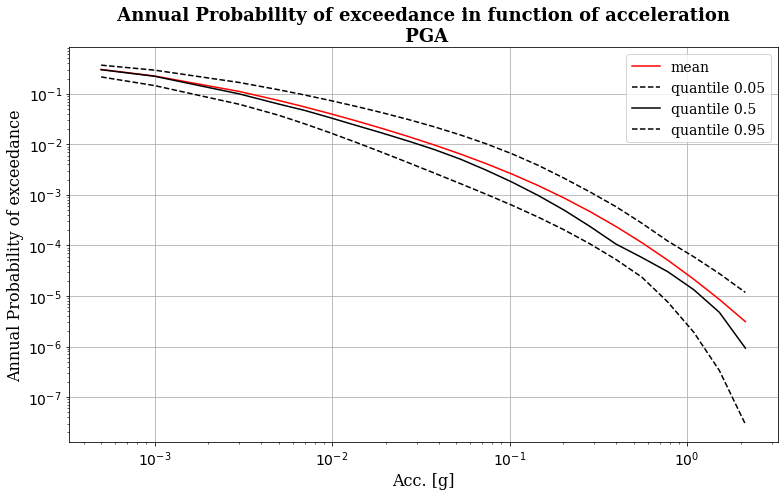 Annual Probability of exceedance in function of acceleration
PGA
mean
quantile 0.05
quantile 0.5
quantile 0.95
Annual Probability of exceedance
10⁻¹
10⁻²
10⁻³
10⁻⁴
10⁻⁵
10⁻⁶
10⁻⁷
10⁻³
10⁻²
10⁻¹
10⁰
Acc. [g]